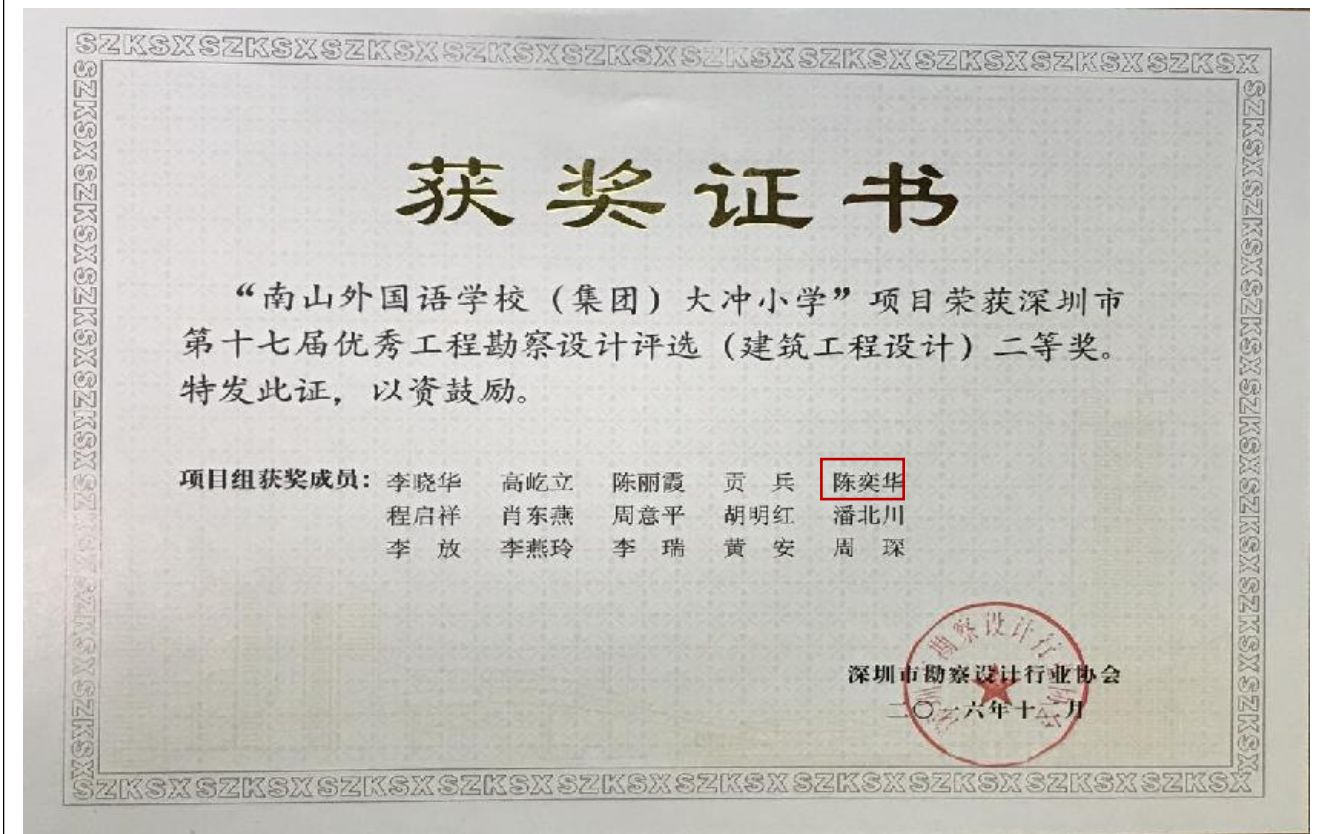 SZKSXSZKSXSZKSXSZKSXSZKSXSZKSXSZKSXSZKSX
获奖证书
“南山外国语学校（集团）大冲小学”项目荣获深圳市
第十七届优秀工程勘察设计评选（建筑工程设计）二等奖。
特发此证，以资鼓励。
项目组获奖成员：李晓华 高屹立 陈丽霞 贡 兵 陈奕华
程启祥 肖东燕 周意平 胡明红 潘北川
李 放 李燕玲 李 瑞 黄 安 周 琛
深圳市勘察设计行业协会
二〇一六年十一月
SZKSXSZKSXSZKSXSZKSXSZKSXSZKSXSZKSXSZKSX